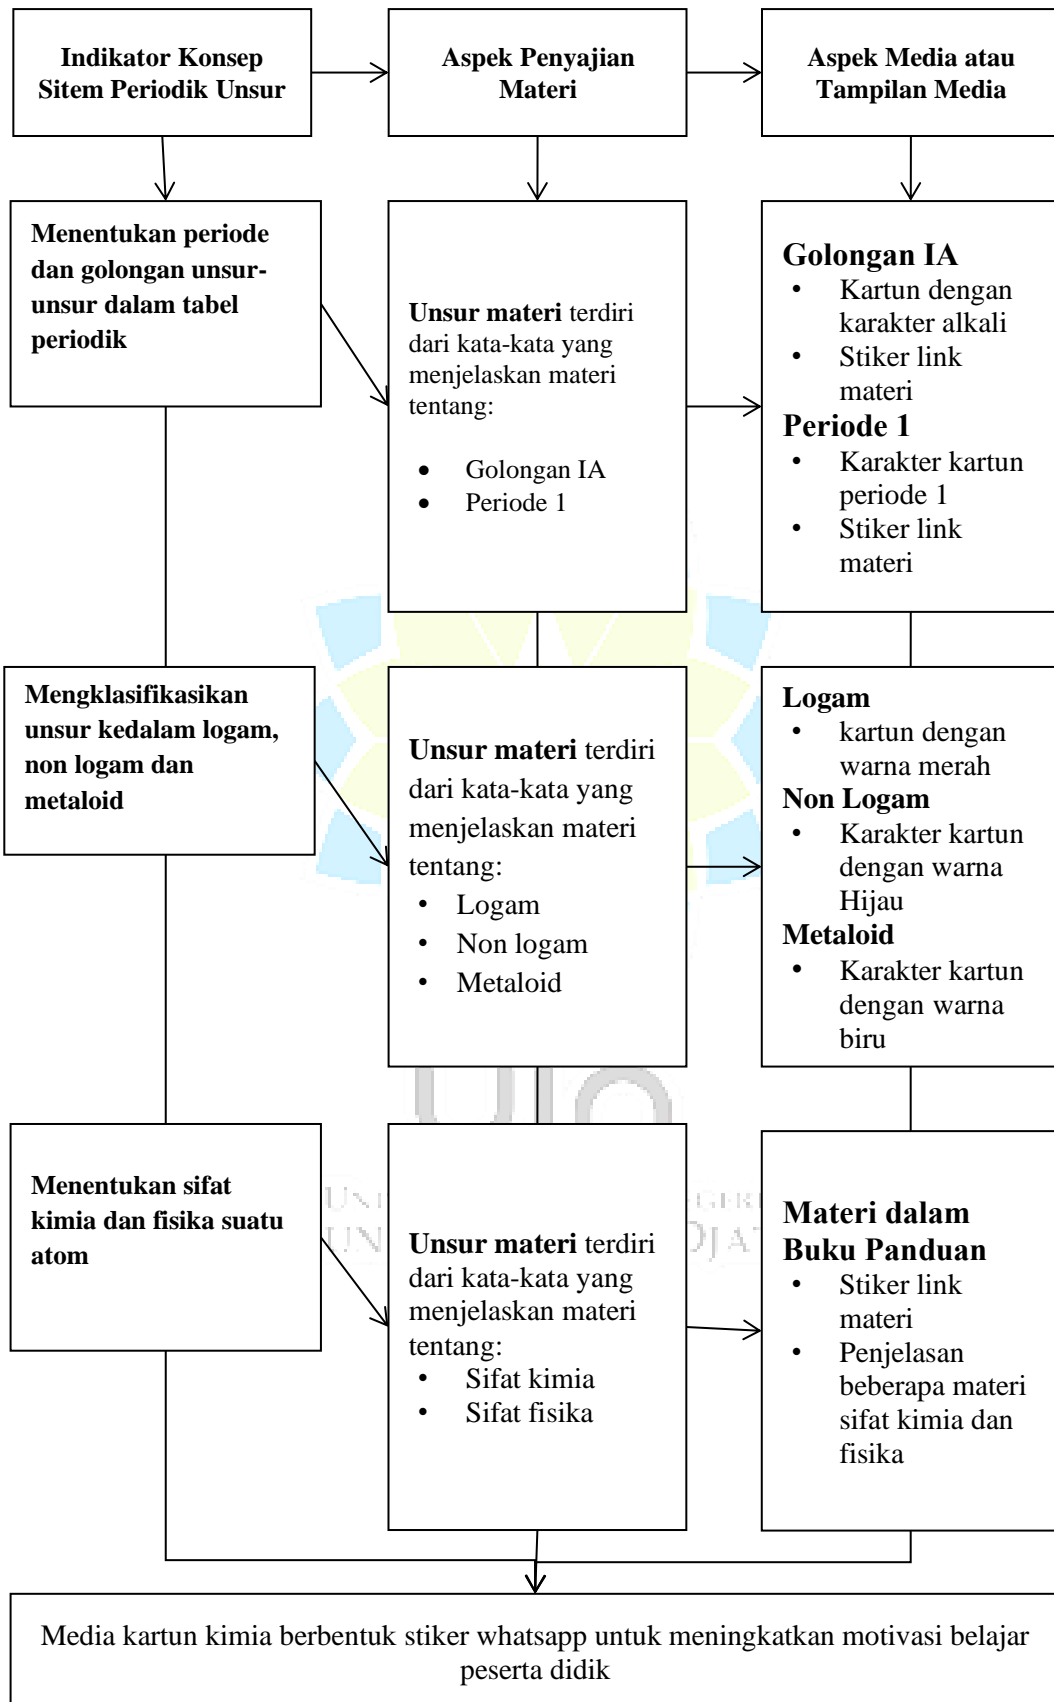 Indikator Konsep
Sitem Periodik Unsur
Aspek Penyajian
Materi
Aspek Media atau
Tampilan Media
Menentukan periode
dan golongan unsur-
unsur dalam tabel
periodik
Unsur materi terdiri
dari kata-kata yang
menjelaskan materi
tentang:
• Golongan IA
• Periode 1
Golongan IA
• Kartun dengan
karakter alkali
• Stiker link
materi
Periode 1
• Karakter kartun
periode 1
• Stiker link
materi
Mengklasifikasikan
unsur kedalam logam,
non logam dan
metaloid
Unsur materi terdiri
dari kata-kata yang
menjelaskan materi
tentang:
• Logam
• Non logam
• Metaloid
Logam
• kartun dengan
warna merah
Non Logam
• Karakter kartun
dengan warna
Hijau
Metaloid
• Karakter kartun
dengan warna
biru
Menentukan sifat
kimia dan fisika suatu
atom
Unsur materi terdiri
dari kata-kata yang
menjelaskan materi
tentang:
• Sifat kimia
• Sifat fisika
Materi dalam
Buku Panduan
• Stiker link
materi
• Penjelasan
beberapa materi
sifat kimia dan
fisika
Media kartun kimia berbentuk stiker whatsapp untuk meningkatkan motivasi belajar
peserta didik